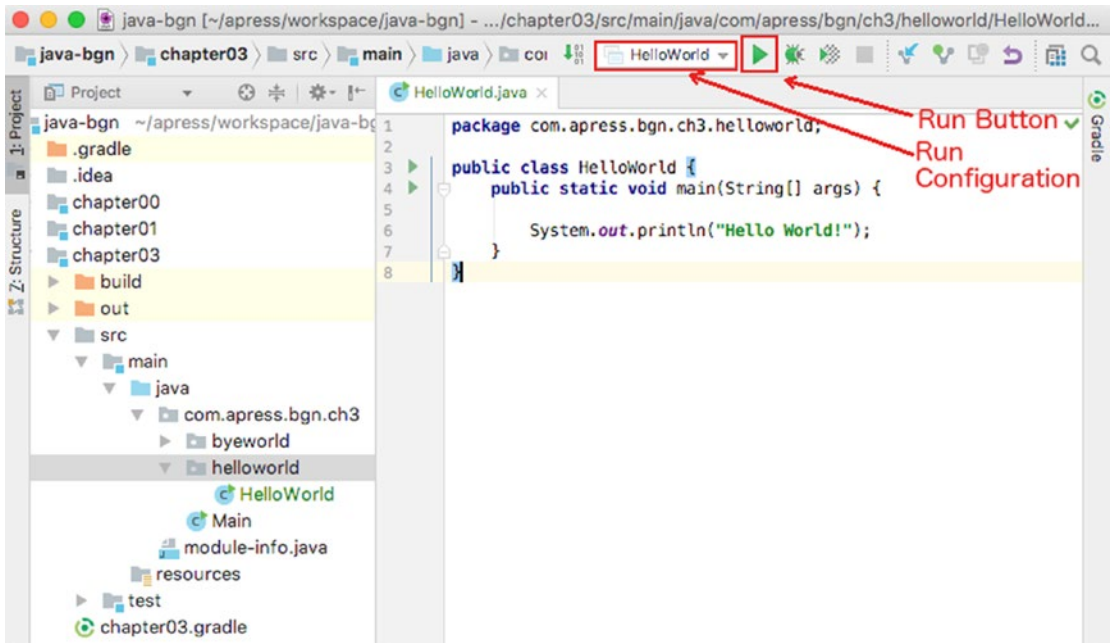 java-bgn [~/apress/workspace/java-bgn] - .../chapter03/src/main/java/com/apress/bgn/ch3/helloworld/HelloWorld...
java-bgn chapter03 src main java HelloWorld
Project
HelloWorld.java
1: Project
Z: Structure
Gradle
java-bgn ~/apress/workspace/java-bg
.gradle
.idea
chapter00
chapter01
chapter03
build
out
src
main
java
com.apress.bgn.ch3
byeworld
helloworld
HelloWorld
Main
module-info.java
resources
test
chapter03.gradle
1 package com.apress.bgn.ch3.helloworld;
2
3 public class HelloWorld {
4 public static void main(String[] args) {
5
6 System.out.println("Hello World!");
7 }
8 }
Run Button
Run
Configuration